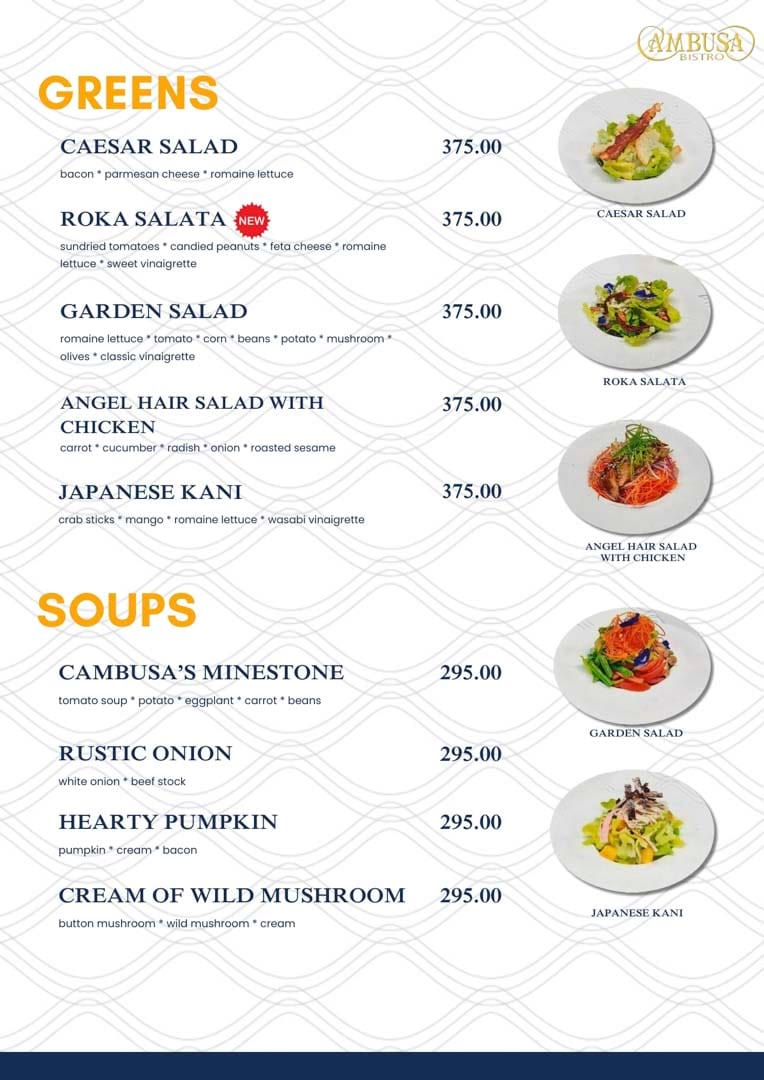 CAMBUSA
BISTRO
GREENS
CAESAR SALAD 375.00
bacon * parmesan cheese * romaine lettuce
CAESAR SALAD
ROKA SALATA NEW 375.00
sundried tomatoes * candied peanuts * feta cheese * romaine
lettuce * sweet vinaigrette
GARDEN SALAD 375.00
romaine lettuce * tomato * corn * beans * potato * mushroom *
olives * classic vinaigrette
ROKA SALATA
ANGEL HAIR SALAD WITH
CHICKEN 375.00
carrot * cucumber * radish * onion * roasted sesame
JAPANESE KANI 375.00
crab sticks * mango * romaine lettuce * wasabi vinaigrette
ANGEL HAIR SALAD
WITH CHICKEN
SOUPS
CAMBUSA'S MINESTONE 295.00
tomato soup * potato * eggplant * carrot * beans
GARDEN SALAD
RUSTIC ONION 295.00
white onion * beef stock
HEARTY PUMPKIN 295.00
pumpkin * cream * bacon
CREAM OF WILD MUSHROOM 295.00
button mushroom * wild mushroom * cream
JAPANESE KANI